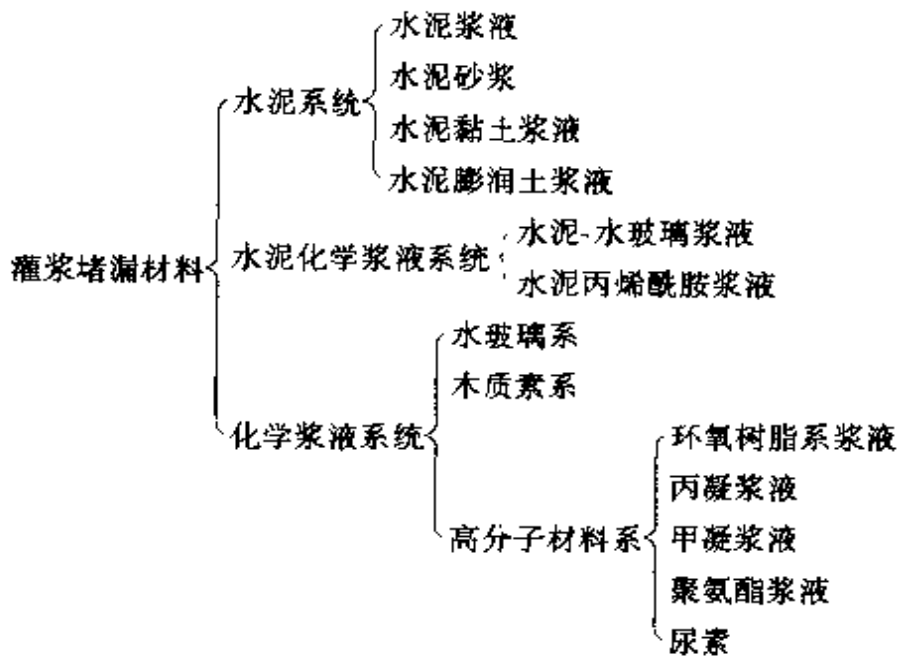 水泥浆液
水泥砂浆
水泥系统
水泥黏土浆液
水泥膨润土浆液
水泥-水玻璃浆液
灌浆堵漏材料
水泥化学浆液系统
水泥丙烯酰胺浆液
水玻璃系
木质素系
化学浆液系统
环氧树脂系浆液
丙凝浆液
高分子材料系
甲凝浆液
聚氨酯浆液
尿素